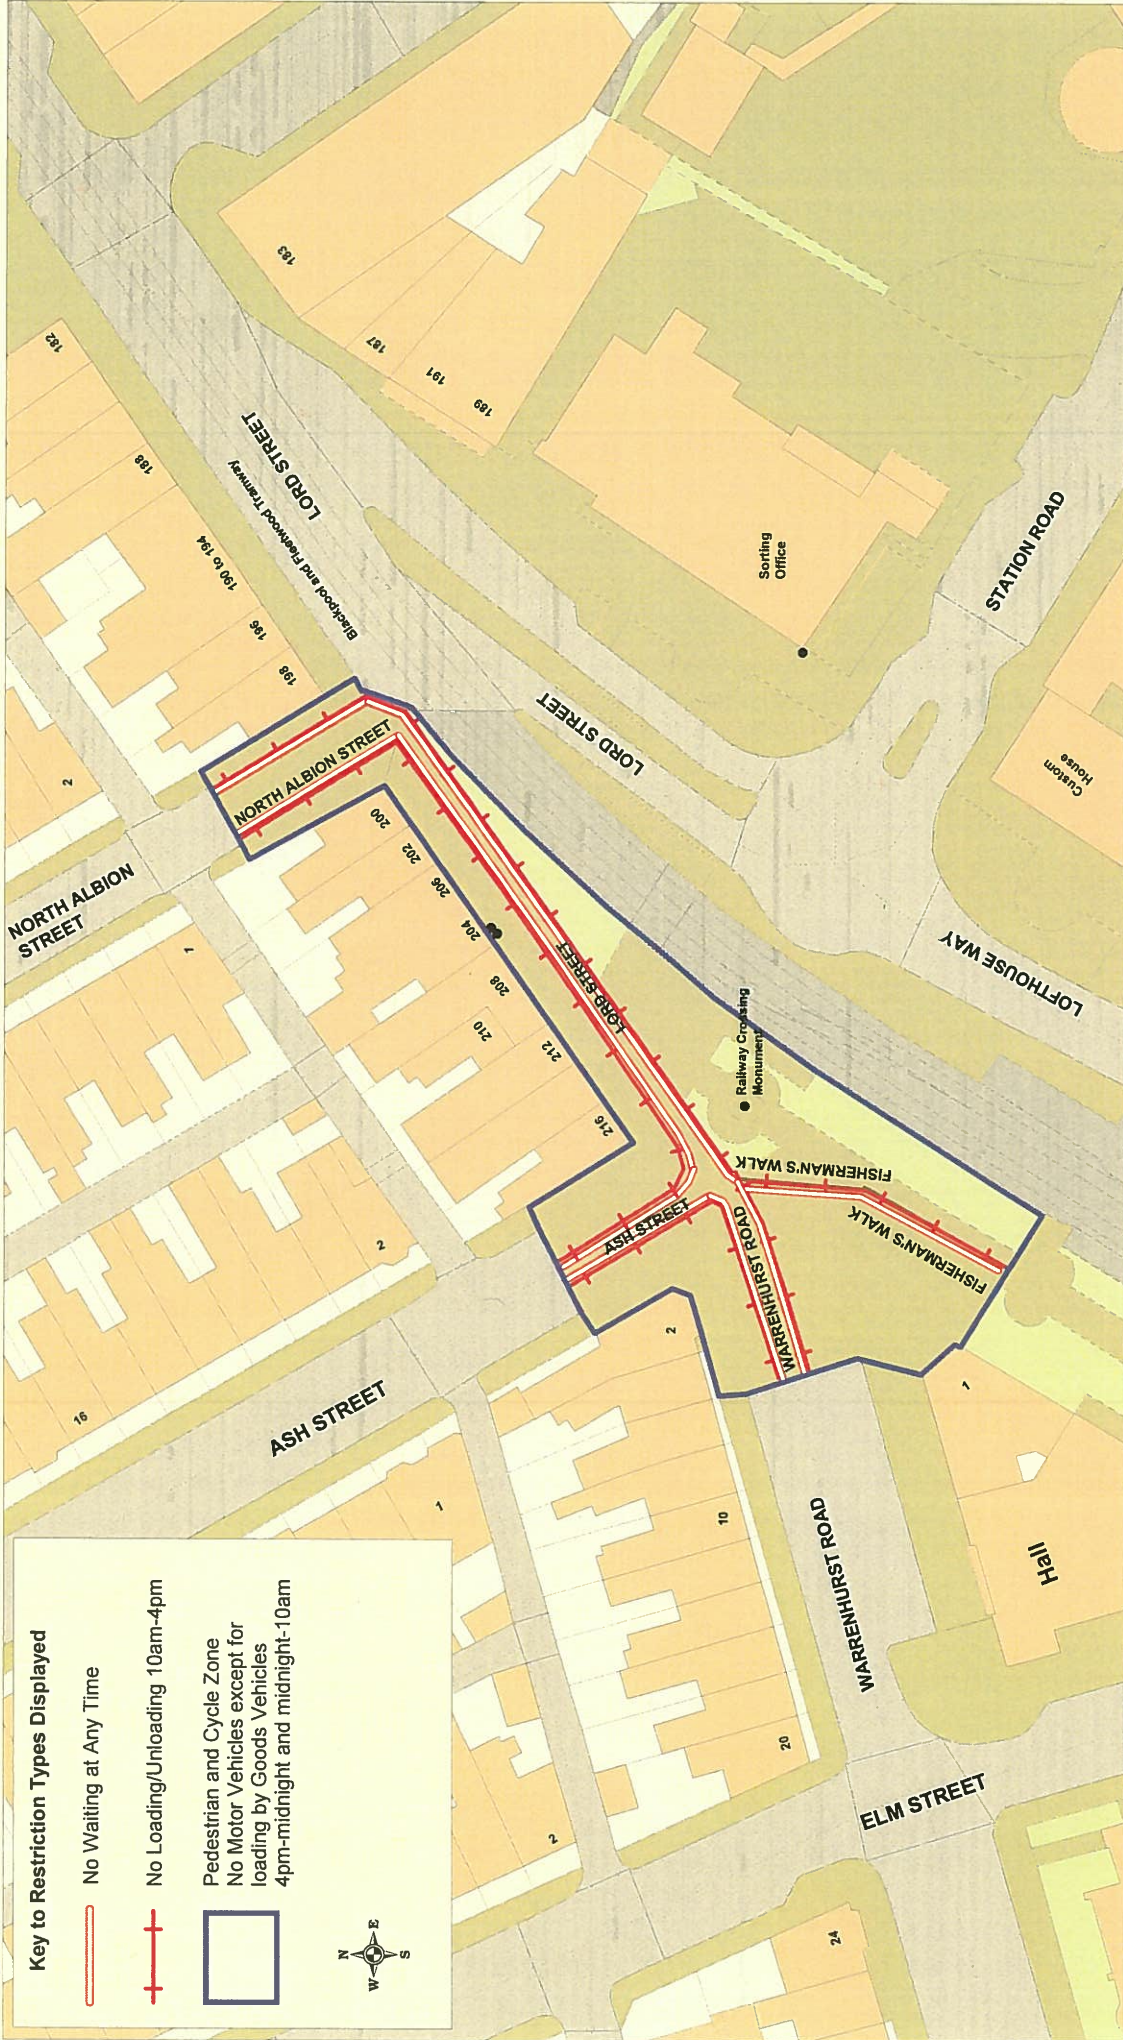 Key to Restriction Types Displayed
No Waiting at Any Time
No Loading/Unloading 10am-4pm
Pedestrian and Cycle Zone
No Motor Vehicles except for
loading by Goods Vehicles
4pm-midnight and midnight-10am
N
W
E
S
NORTH ALBION
STREET
NORTH ALBION STREET
LORD STREET
Blackpool and Fleetwood Tramway
LORD STREET
LORD STREET
ASH STREET
ASH STREET
WARRENHURST ROAD
WARRENHURST ROAD
FISHERMAN'S WALK
FISHERMAN'S WALK
Railway Crossing
Monument
LOFTHOUSE WAY
STATION ROAD
ELM STREET
Sorting
Office
Custom
House
Hall
182
188
190 to 194
196
198
183
187
191
189
200
202
206
204
208
210
212
216
2
7
2
16
1
2
2
10
20
1
24